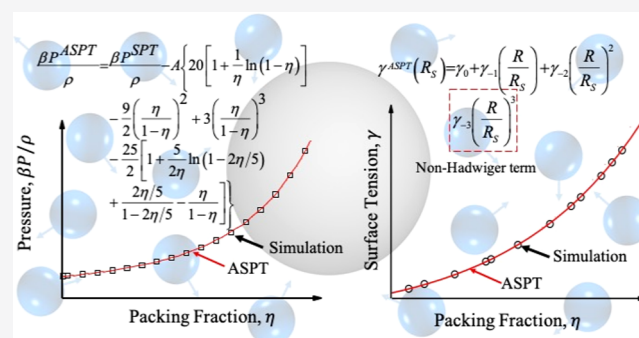 βP^ASPT/ρ = βP^SPT/ρ − A{20[1+1/η ln(1−η)]
−9/2(η/1−η)^2+3(η/1−η)^3
−25/2[1+5/2η ln(1−2η/5)
+ 2η/5/1−2η/5 − η/1−η]}
Pressure, βP/ρ
Simulation
ASPT
Packing Fraction, η
γ^ASPT(R_S)=γ_0+γ_−1(R/R_S)+γ_−2(R/R_S)^2
γ_−3(R/R_S)^3
Non-Hadwiger term
Surface Tension, γ
Simulation
ASPT
Packing Fraction, η